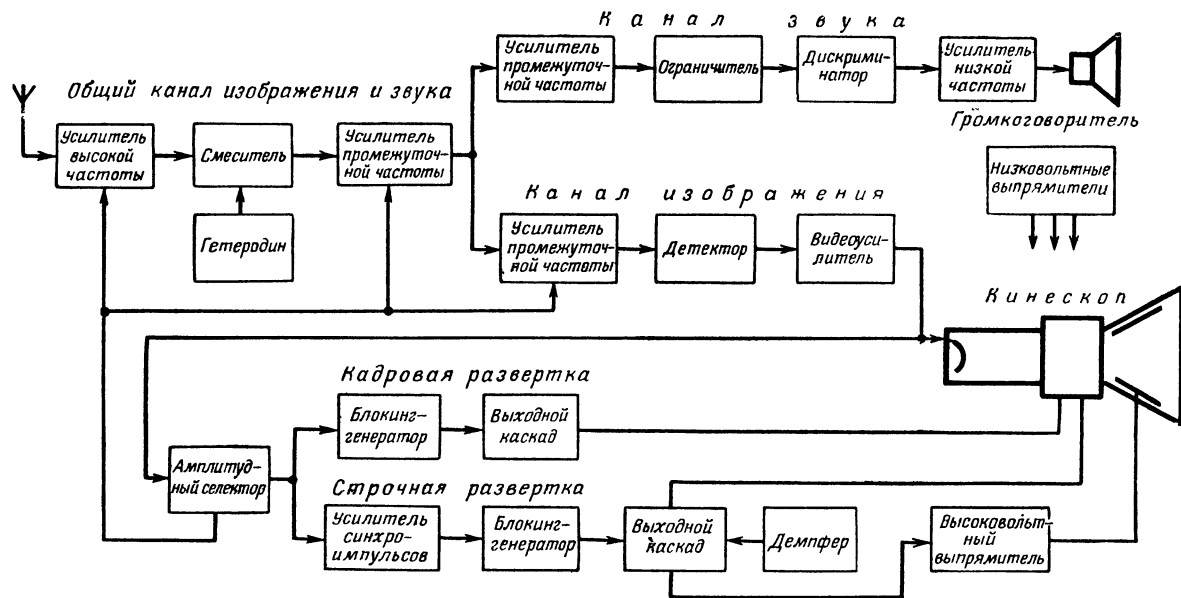 Канал звука
Усилитель
промежуточ-
ной частоты
Ограничитель
Дискрими-
натор
Усилитель
низкой
частоты
Громкоговоритель
Общий канал изображения и звука
Усилитель
высокой
частоты
Смеситель
Усилитель
промежуточ-
ной частоты
Гетеродин
Низковольтные
выпрямители
Канал изображения
Усилитель
промежуточ-
ной частоты
Детектор
Видеоуси-
литель
Кинескоп
Кадровая развертка
Блокинг-
генератор
Выходной
каскад
Амплитуд-
ный селектор
Строчная развертка
Усилитель
синхро-
импульсов
Блокинг-
генератор
Выходной
каскад
Демпфер
Высоковольт-
ный
выпрямитель